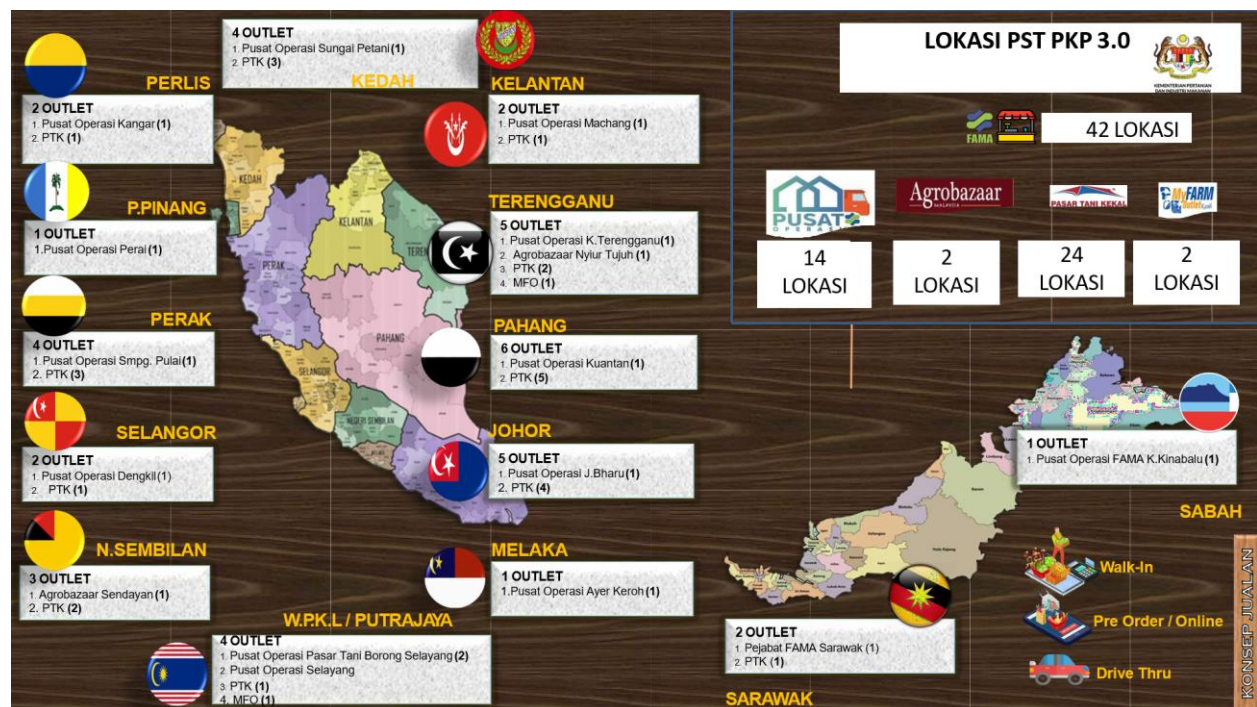 LOKASI PST PKP 3.0
KEMENTERIAN PERTANIAN
DAN INDUSTRI MAKANAN
FAMA
42 LOKASI
PUSAT
OPERASI
Agrobazaar
MALAYSIA
PASAR TANI KEKAL
MyFARM
Outlet
14
LOKASI
2
LOKASI
24
LOKASI
2
LOKASI
KEDAH
4 OUTLET
1. Pusat Operasi Sungai Petani(1)
2. PTK (3)
PERLIS
2 OUTLET
1. Pusat Operasi Kangar(1)
2. PTK (1)
KELANTAN
2 OUTLET
1. Pusat Operasi Machang (1)
2. PTK (1)
P.PINANG
1 OUTLET
1.Pusat Operasi Perai(1)
TERENGGANU
5 OUTLET
1. Pusat Operasi K.Terengganu(1)
2. Agrobazaar Nyiur Tujuh (1)
3. PTK (2)
4. MFO (1)
PERAK
4 OUTLET
1.Pusat Operasi Smpg. Pulai(1)
2. PTK (3)
PAHANG
6 OUTLET
1. Pusat Operasi Kuantan(1)
2. PTK (5)
SELANGOR
2 OUTLET
1. Pusat Operasi Dengkil(1)
2. PTK (1)
JOHOR
5 OUTLET
1. Pusat Operasi J.Bharu(1)
2. PTK (4)
N.SEMBILAN
3 OUTLET
1. Agrobazaar Sendayan(1)
2. PTK (2)
MELAKA
1 OUTLET
1.Pusat Operasi Ayer Keroh(1)
W.P.K.L / PUTRAJAYA
4 OUTLET
1. Pusat Operasi Pasar Tani Borong Selayang(2)
2. Pusat Operasi Selayang
3. PTK (1)
4. MFO(1)
SARAWAK
2 OUTLET
1. Pejabat FAMA Sarawak (1)
2. PTK (1)
SABAH
1 OUTLET
1. Pusat Operasi FAMA K.Kinabalu(1)
KEDAH
KELANTAN
TEREN
PERAK
PAHANG
SELANGOR
NEGERI SEMBILAN
KONSEP JUALAN
Walk-In
Pre Order / Online
Drive Thru